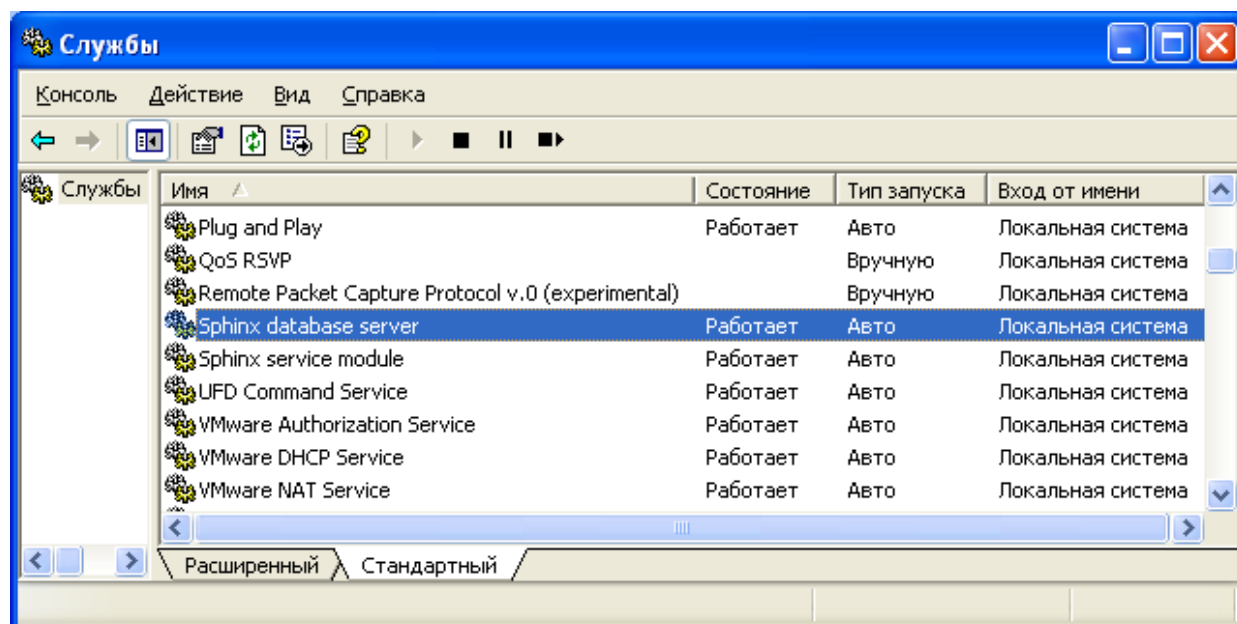 Службы
Консоль Действие Вид Справка
Службы
Имя Состояние Тип запуска Вход от имени
Plug and Play Работает Авто Локальная система
QoS RSVP Вручную Локальная система
Remote Packet Capture Protocol v.0 (experimental) Вручную Локальная система
Sphinx database server Работает Авто Локальная система
Sphinx service module Работает Авто Локальная система
UFD Command Service Работает Авто Локальная система
VMware Authorization Service Работает Авто Локальная система
VMware DHCP Service Работает Авто Локальная система
VMware NAT Service Работает Авто Локальная система
Расширенный Стандартный